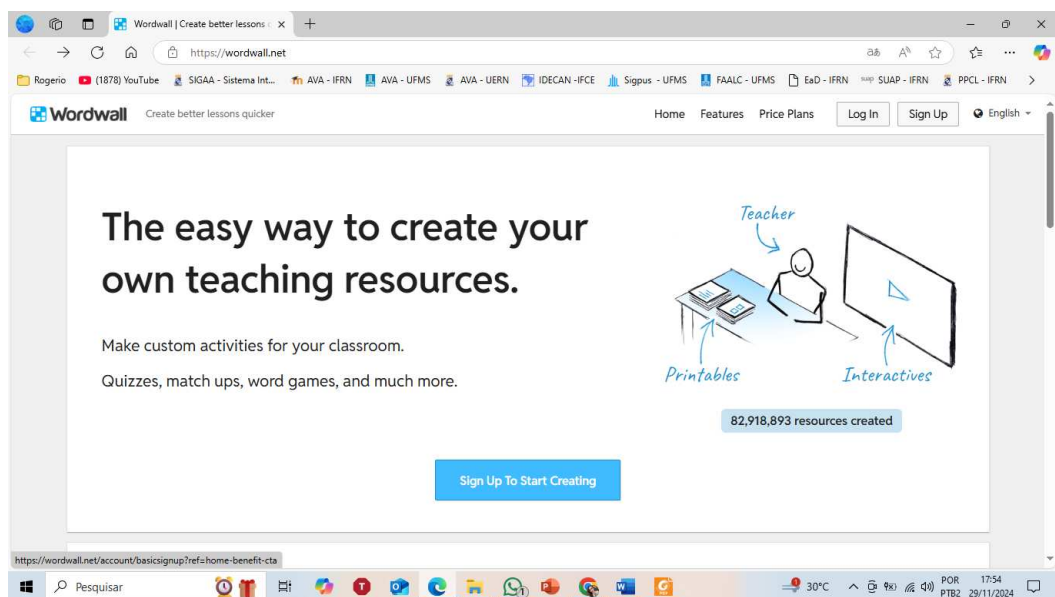 Wordwall | Create better lessons
https://wordwall.net
Rogerio (1878) YouTube SIGAA - Sistema Int... AVA - IFRN AVA - UFMS AVA - UERN IDECAN -IFCE Sigpus - UFMS FAALC - UFMS EaD - IFRN SUAP - IFRN PPCL - IFRN
Wordwall Create better lessons quicker Home Features Price Plans Log In Sign Up English
The easy way to create your
own teaching resources.
Make custom activities for your classroom.
Quizzes, match ups, word games, and much more.
Teacher
Printables
Interactives
82,918,893 resources created
Sign Up To Start Creating
https://wordwall.net/account/basicsignup?ref=home-benefit-cta
Pesquisar 30°C POR 17:54
PTB2 29/11/2024